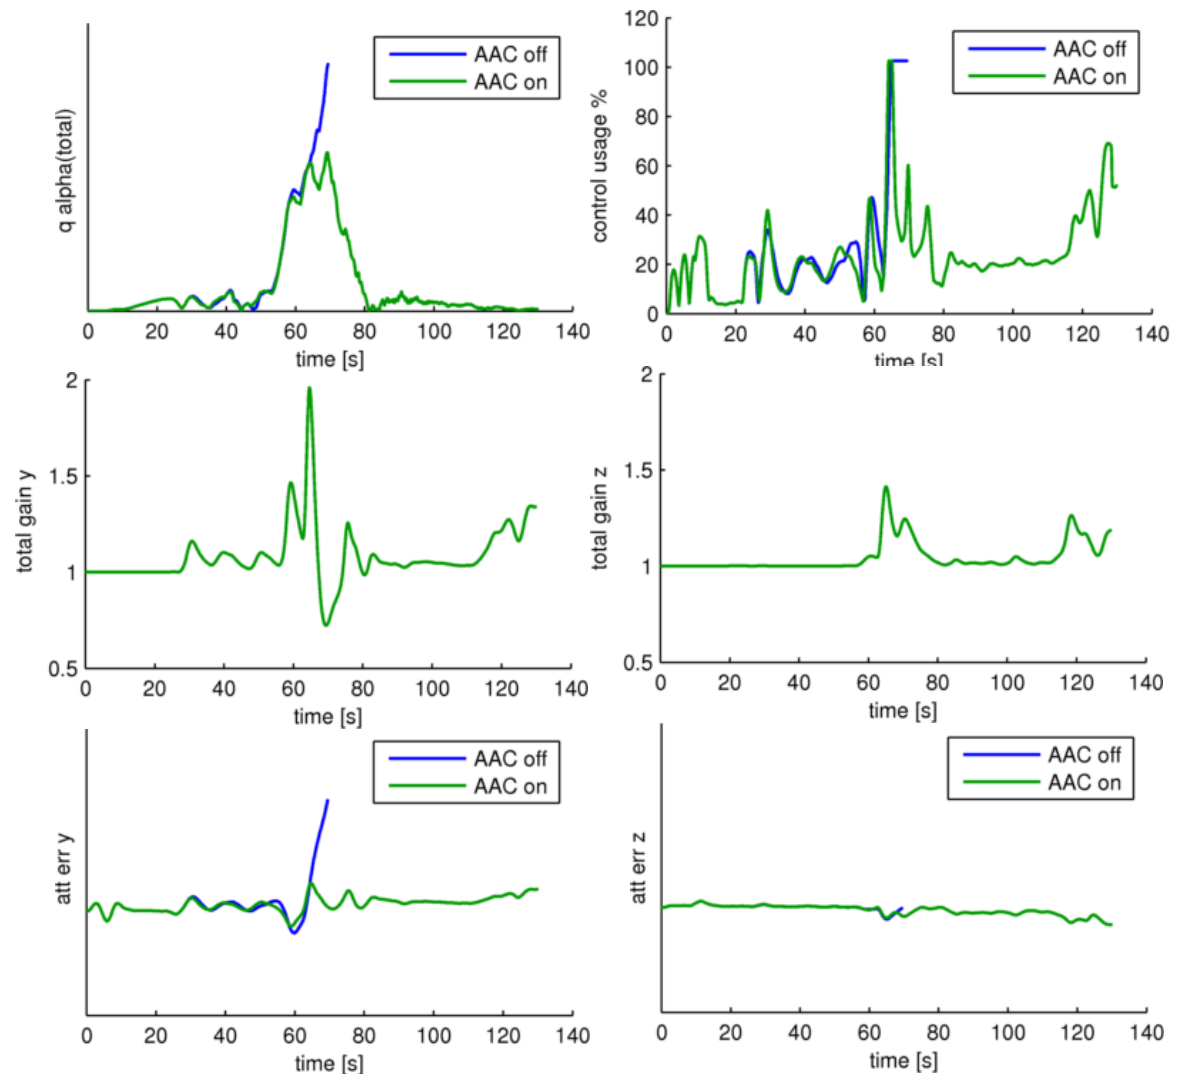 AAC off
AAC on
q alpha(total)
0 20 40 60 80 100 120 140
time [s]
120
100
80
60
40
20
0
AAC off
AAC on
control usage %
0 20 40 60 80 100 120 140
time [s]
2
1.5
1
0.5
total gain y
0 20 40 60 80 100 120 140
time [s]
2
1.5
1
0.5
total gain z
0 20 40 60 80 100 120 140
time [s]
AAC off
AAC on
att err y
0 20 40 60 80 100 120 140
time [s]
AAC off
AAC on
att err z
0 20 40 60 80 100 120 140
time [s]